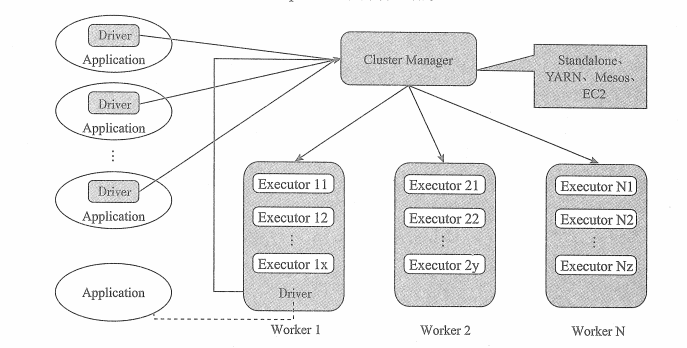 Driver
Application
Driver
Application
⋮
Driver
Application
Application
Cluster Manager
Standalone、
YARN、Mesos、
EC2
Executor 11
Executor 12
⋮
Executor 1x
Driver
Worker 1
Executor 21
Executor 22
⋮
Executor 2y
Worker 2
Executor N1
Executor N2
⋮
Executor Nz
Worker N